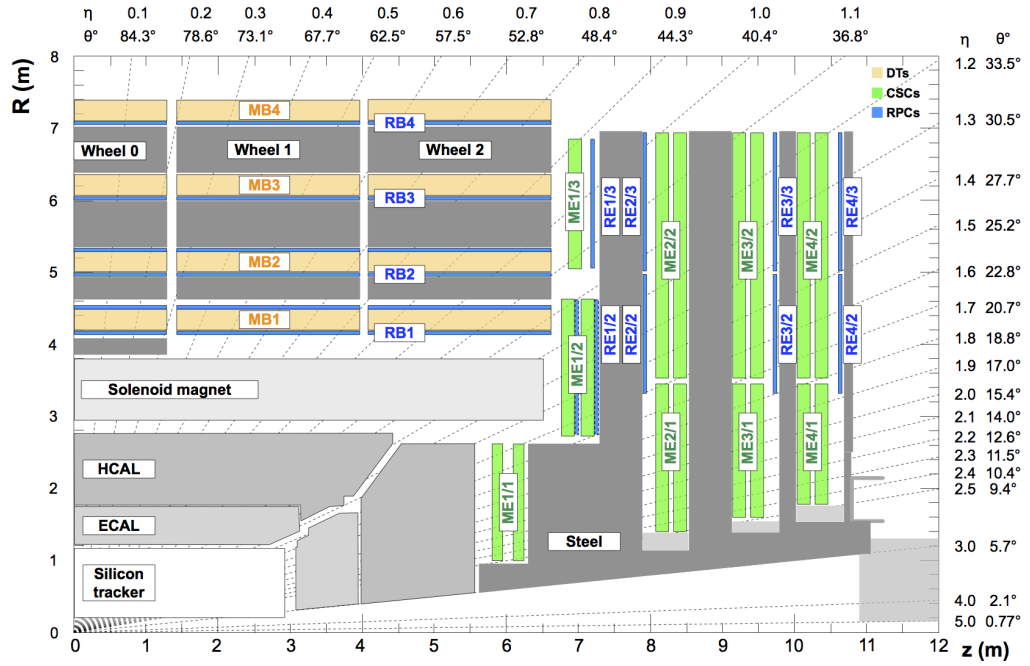 η 0.1 0.2 0.3 0.4 0.5 0.6 0.7 0.8 0.9 1.0 1.1
θ° 84.3° 78.6° 73.1° 67.7° 62.5° 57.5° 52.8° 48.4° 44.3° 40.4° 36.8° η θ°
R (m)
8
7
6
5
4
3
2
1
0
DTs
CSCs
RPCs
MB4
RB4
Wheel 0
Wheel 1
Wheel 2
MB3
RB3
MB2
RB2
MB1
RB1
Solenoid magnet
HCAL
ECAL
Silicon
tracker
Steel
ME1/3
RE1/3
RE2/3
ME1/2
RE1/2
RE2/2
ME1/1
ME2/2
ME2/1
ME3/2
ME3/1
RE3/3
RE3/2
ME4/2
ME4/1
RE4/3
RE4/2
1.2 33.5°
1.3 30.5°
1.4 27.7°
1.5 25.2°
1.6 22.8°
1.7 20.7°
1.8 18.8°
1.9 17.0°
2.0 15.4°
2.1 14.0°
2.2 12.6°
2.3 11.5°
2.4 10.4°
2.5 9.4°
3.0 5.7°
4.0 2.1°
5.0 0.77°
0 1 2 3 4 5 6 7 8 9 10 11 12
z (m)